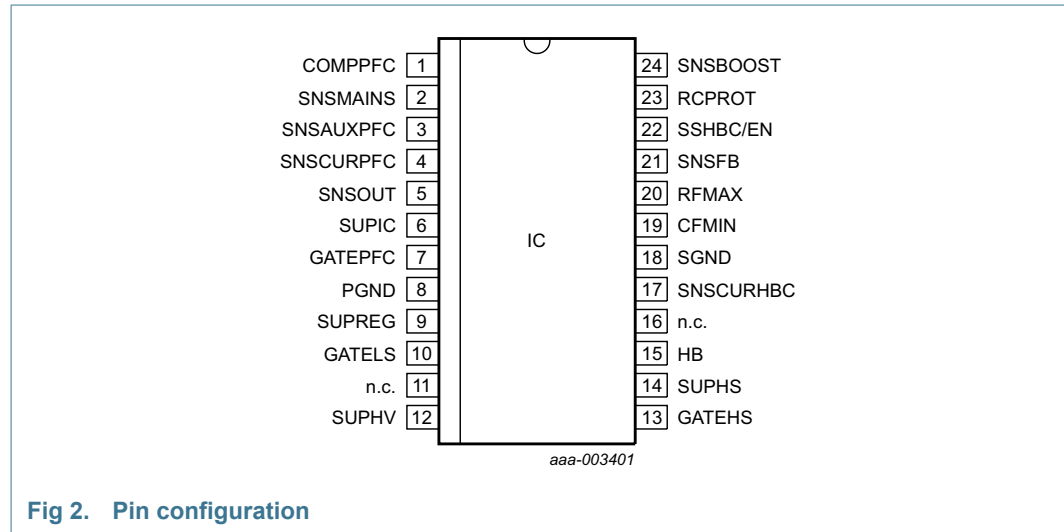 COMPPFC 1
SNSMAINS 2
SNSAUXPFC 3
SNSCURPFC 4
SNSOUT 5
SUPIC 6
GATEPFC 7
PGND 8
SUPREG 9
GATELS 10
n.c. 11
SUPHV 12
IC
24 SNSBOOST
23 RCPROT
22 SSHBC/EN
21 SNSFB
20 RFMAX
19 CFMIN
18 SGND
17 SNSCURHBC
16 n.c.
15 HB
14 SUPHS
13 GATEHS
aaa-003401
Fig 2. Pin configuration